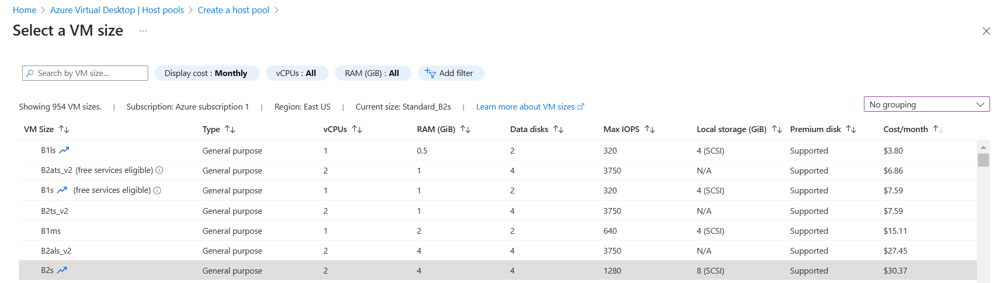 Home > Azure Virtual Desktop | Host pools > Create a host pool >
Select a VM size ...
Search by VM size... Display cost : Monthly vCPUs : All RAM (GiB) : All Add filter
Showing 954 VM sizes. | Subscription: Azure subscription 1 | Region: East US | Current size: Standard_B2s | Learn more about VM sizes No grouping
VM Size Type vCPUs RAM (GiB) Data disks Max IOPS Local storage (GiB) Premium disk Cost/month
B1ls General purpose 1 0.5 2 320 4 (SCSI) Supported $3.80
B2ats_v2 (free services eligible) General purpose 2 1 4 3750 N/A Supported $6.86
B1s (free services eligible) General purpose 1 1 2 320 4 (SCSI) Supported $7.59
B2ts_v2 General purpose 2 1 4 3750 N/A Supported $7.59
B1ms General purpose 1 2 2 640 4 (SCSI) Supported $15.11
B2als_v2 General purpose 2 4 4 3750 N/A Supported $27.45
B2s General purpose 2 4 4 1280 8 (SCSI) Supported $30.37